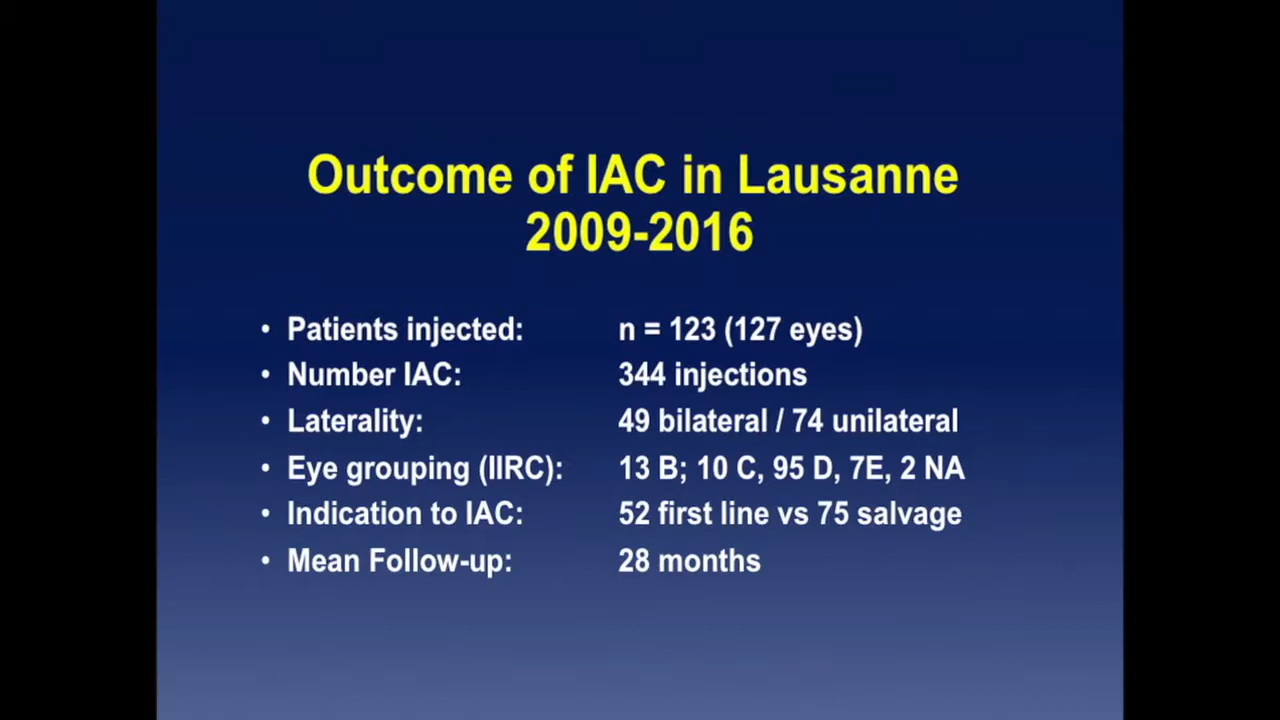 Outcome of IAC in Lausanne
2009-2016
• Patients injected: n = 123 (127 eyes)
• Number IAC: 344 injections
• Laterality: 49 bilateral / 74 unilateral
• Eye grouping (IIRC): 13 B; 10 C, 95 D, 7E, 2 NA
• Indication to IAC: 52 first line vs 75 salvage
• Mean Follow-up: 28 months